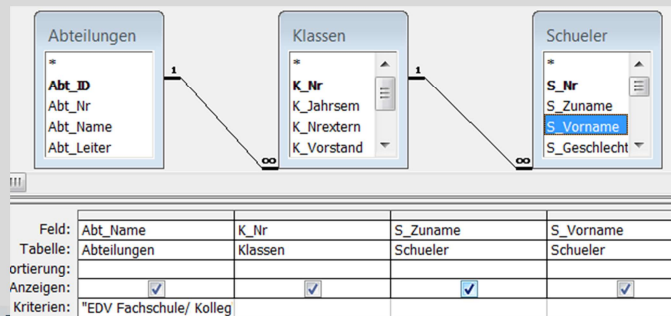 Abteilungen
*
Abt_ID
Abt_Nr
Abt_Name
Abt_Leiter
1
∞
Klassen
*
K_Nr
K_Jahrsem
K_Nrextern
K_Vorstand
1
∞
Schueler
*
S_Nr
S_Zuname
S_Vorname
S_Geschlecht
Feld: Abt_Name K_Nr S_Zuname S_Vorname
Tabelle: Abteilungen Klassen Schueler Schueler
ortierung:
Anzeigen:
Kriterien: "EDV Fachschule/ Kolleg